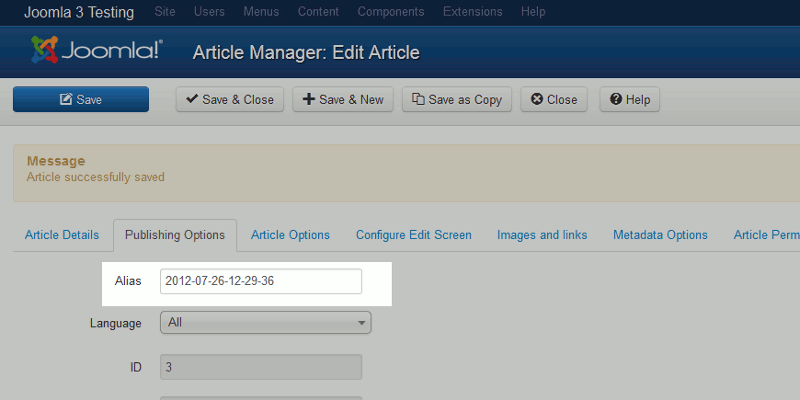 Joomla 3 Testing Site Users Menus Content Components Extensions Help
Joomla!® Article Manager: Edit Article
Save Save & Close Save & New Save as Copy Close Help
Message
Article successfully saved
Article Details Publishing Options Article Options Configure Edit Screen Images and links Metadata Options Article Perm
Alias 2012-07-26-12-29-36
Language All
ID 3